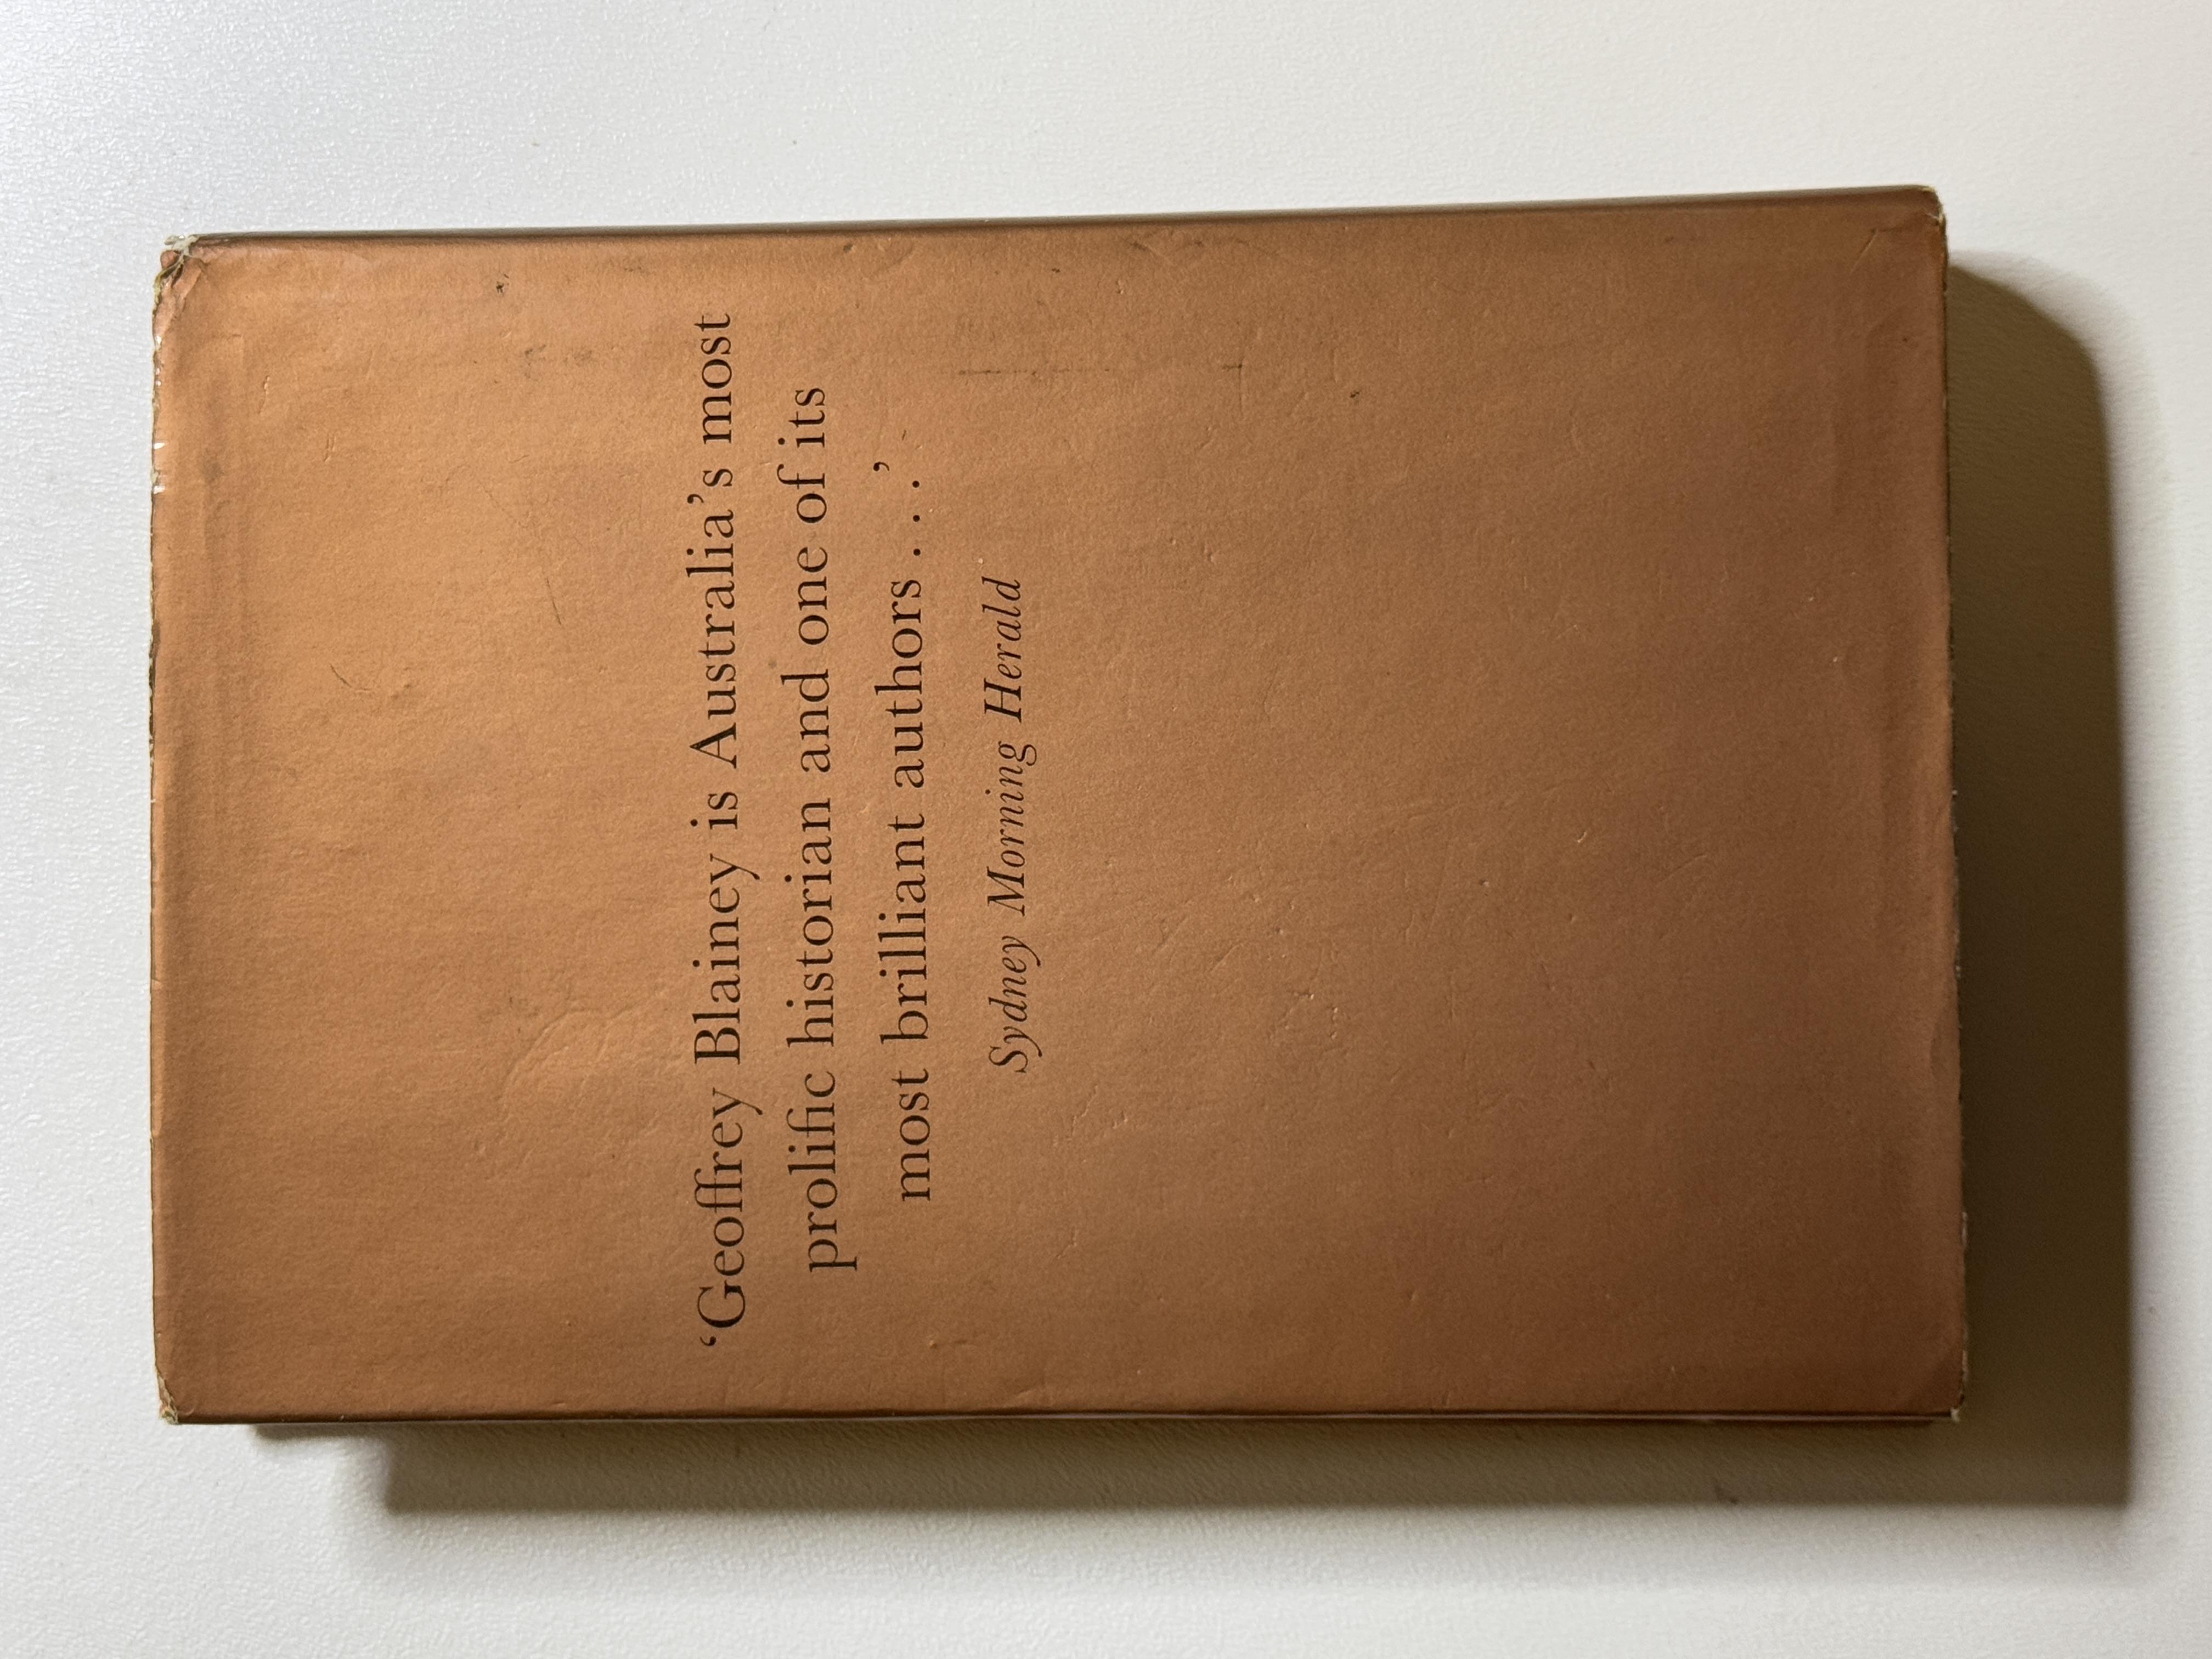 ‘Geoffrey Blainey is Australia’s most
prolific historian and one of its
most brilliant authors . . . .’
Sydney Morning Herald